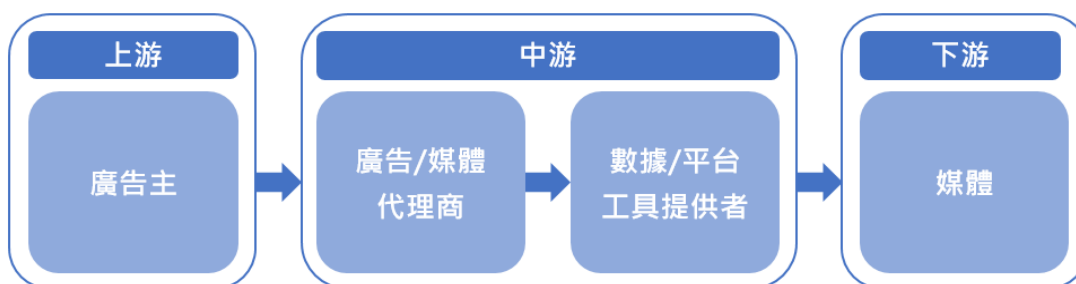 上游
廣告主
中游
廣告/媒體
代理商
數據/平台
工具提供者
下游
媒體